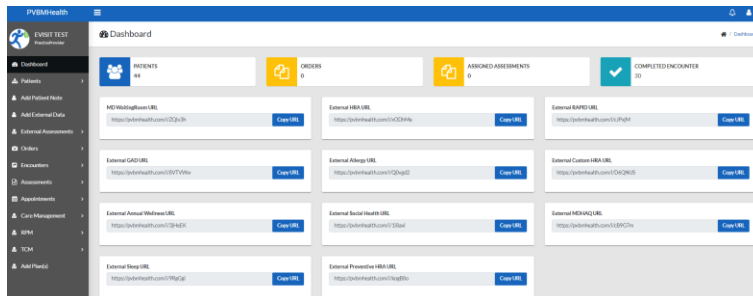 PVBMHealth
EVISIT TEST
PracticeProvider
Dashboard
Patients
Add Patient Note
Add External Data
External Assessments
Orders
Encounters
Assessments
Appointments
Care Management
RPM
TCM
Add Plan(s)
Dashboard
/ Dashboard
PATIENTS
44
ORDERS
0
ASSIGNED ASSESSMENTS
0
COMPLETED ENCOUNTER
30
MD WaitingRoom URL
Copy URL
External HRA URL
Copy URL
External RAPID URL
Copy URL
External GAD URL
Copy URL
External Allergy URL
Copy URL
External Custom HRA URL
Copy URL
External Annual Wellness URL
Copy URL
External Social Health URL
Copy URL
External MDHAQ URL
Copy URL
External Sleep URL
Copy URL
External Preventive HRA URL
Copy URL